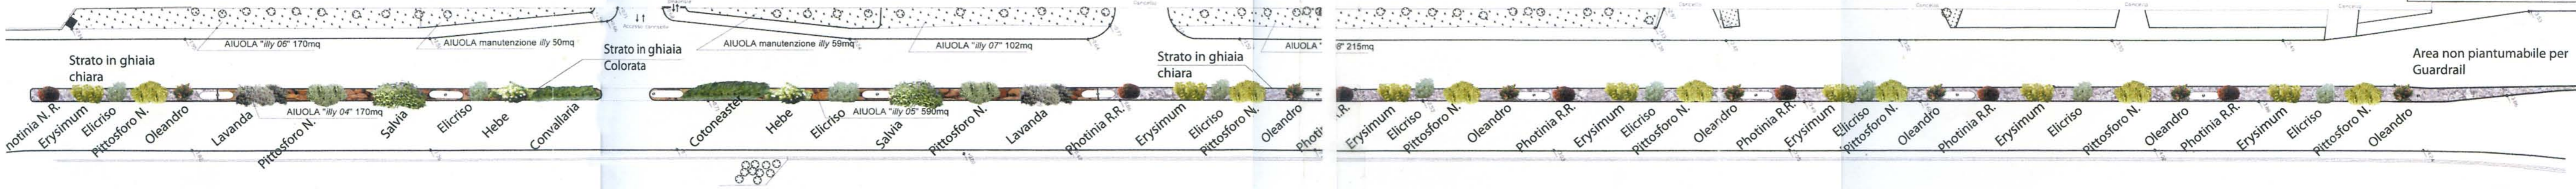 AIUOLA "illy 06" 170mq
AIUOLA manutenzione illy 50mq
Strato in ghiaia
Colorata
AIUOLA manutenzione illy 59mq
AIUOLA "illy 07" 102mq
Strato in ghiaia
chiara
AIUOLA "
8" 215mq
Area non piantumabile per
Guardrail
Strato in ghiaia
chiara
AIUOLA "illy 04" 170mq
AIUOLA "illy 05" 590mq
hotinia N. R.
Erysimum
Elicriso
Pittosforo N.
Oleandro
Lavanda
Pittosforo N.
Salvia
Elicriso
Hebe
Convallaria
Cotoneaster
Hebe
Elicriso
Salvia
Pittosforo N.
Lavanda
Photinia R.R.
Erysimum
Elicriso
Pittosforo N.
Oleandro
Photi
.R.
Erysimum
Elicriso
Pittosforo N.
Oleandro
Photinia R.R.
Erysimum
Elicriso
Pittosforo N.
Oleandro
Photinia R.R.
Erysimum
Elicriso
Pittosforo N.
Oleandro
Photinia R.R.
Erysimum
Elicriso
Pittosforo N.
Oleandro
Photinia R.R.
Erysimum
Elicriso
Pittosforo N.
Oleandro